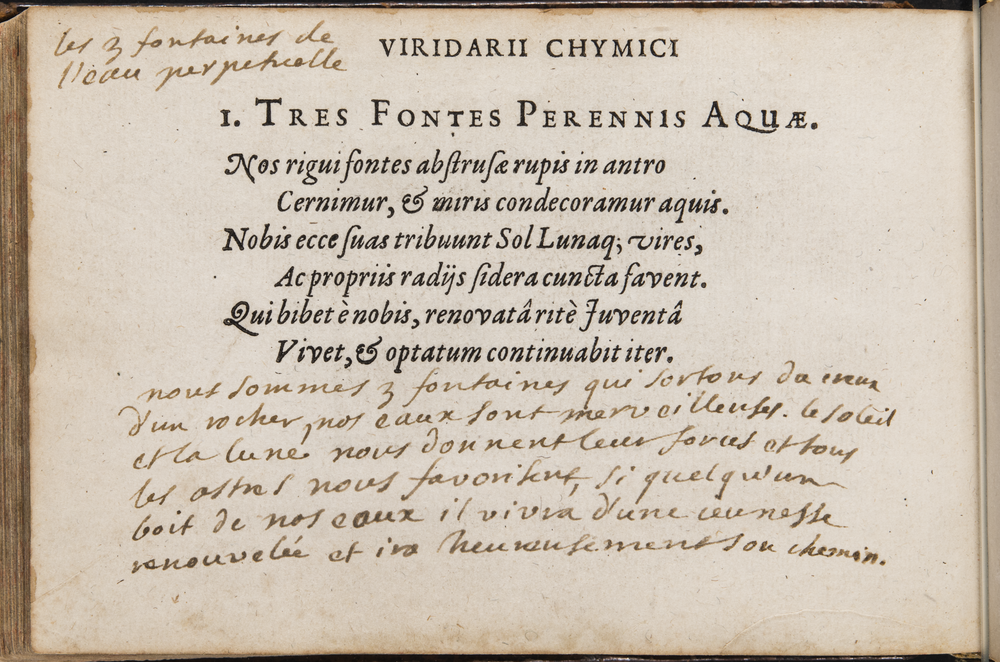 les 3 fontaines de
l'eau perpetuelle
VIRIDARII CHYMICI
1. TRES FONTES PERENNIS AQUÆ.
Nos rigui fontes abſtruſæ rupis in antro
Cernimur, & miris condecoramur aquis.
Nobis ecce ſuas tribuunt Sol Lunaq; vires,
Ac propriis radijs ſidera cuncta favent.
Qui bibet è nobis, renovatâ ritè Juventâ
Vivet, & optatum continuabit iter.
nous sommes 3 fontaines qui sortons du creux
d'un rocher, nos eaux sont merveilleuses. le soleil
et la lune nous donnent leur forces et tous
les astres nous favorisent, si quelqu'un
boit de nos eaux il vivra d'une jeunesse
renouvelée et ira heureusement son chemin.